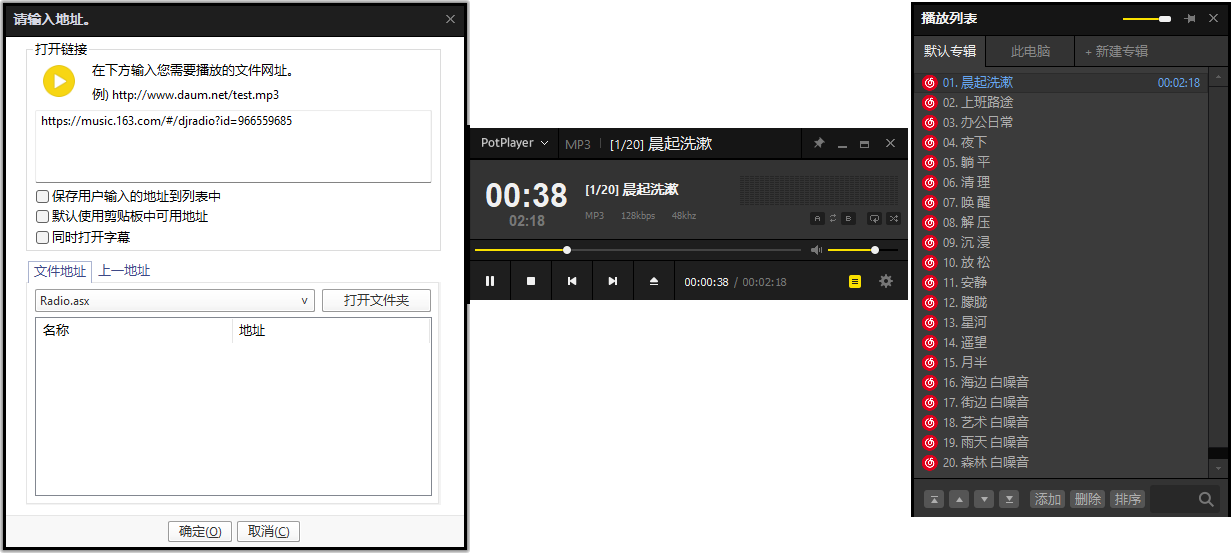 请输入地址。
打开链接
在下方输入您需要播放的文件网址。
例) http://www.daum.net/test.mp3
https://music.163.com/#/djradio?id=966559685
保存用户输入的地址到列表中
默认使用剪贴板中可用地址
同时打开字幕
文件地址 上一地址
Radio.asx 打开文件夹
名称 地址
确定(O) 取消(C)
PotPlayer MP3 [1/20] 晨起洗漱
00:38 [1/20] 晨起洗漱
02:18 MP3 128kbps 48khz
A B
00:00:38 / 00:02:18
播放列表
默认专辑 此电脑 + 新建专辑
01. 晨起洗漱 00:02:18
02. 上班路途
03. 办公日常
04. 夜下
05. 躺 平
06. 清 理
07. 唤 醒
08. 解 压
09. 沉 浸
10. 放 松
11. 安静
12. 朦胧
13. 星河
14. 遥望
15. 月半
16. 海边 白噪音
17. 街边 白噪音
18. 艺术 白噪音
19. 雨天 白噪音
20. 森林 白噪音
添加 删除 排序